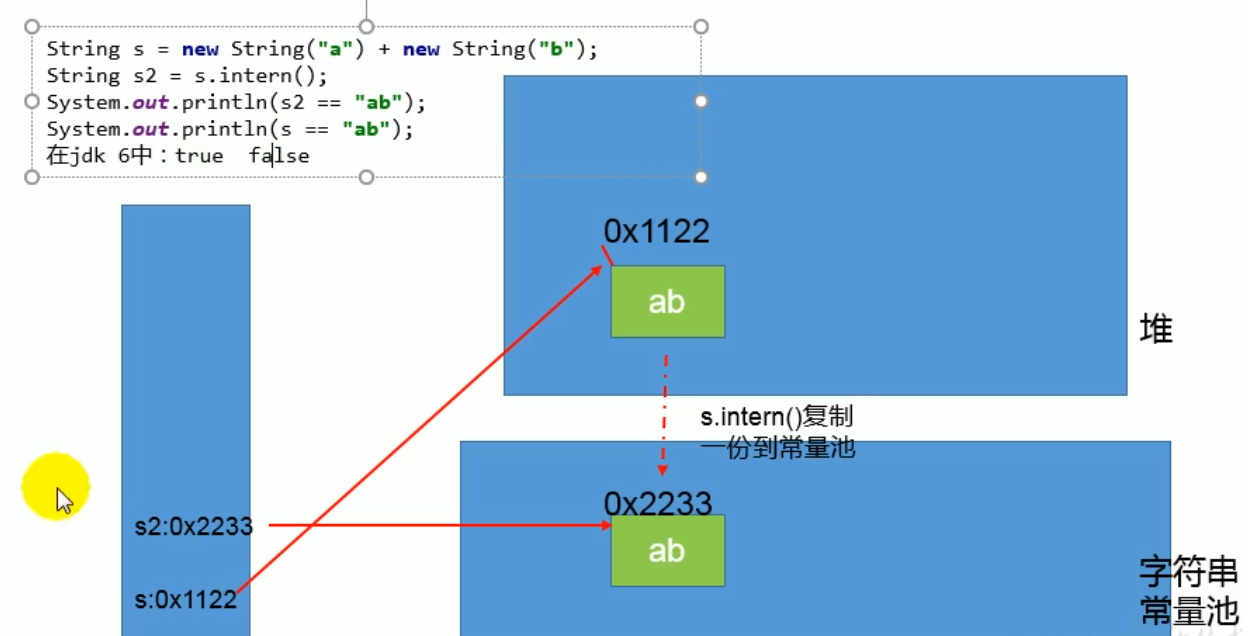 String s = new String("a") + new String("b");
String s2 = s.intern();
System.out.println(s2 == "ab");
System.out.println(s == "ab");
在jdk 6中：true  false
0x1122
ab
堆
s.intern()复制
一份到常量池
0x2233
ab
s2:0x2233
s:0x1122
字符串
常量池